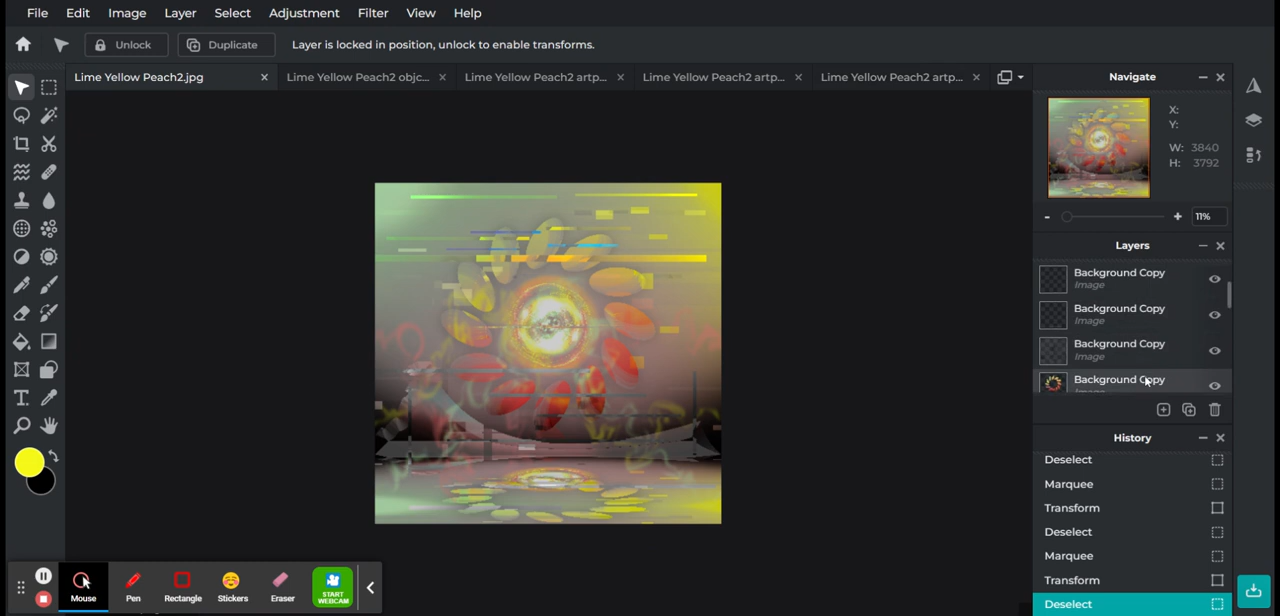 File Edit Image Layer Select Adjustment Filter View Help
Unlock Duplicate Layer is locked in position, unlock to enable transforms.
Lime Yellow Peach2.jpg Lime Yellow Peach2 objc... Lime Yellow Peach2 artp... Lime Yellow Peach2 artp... Lime Yellow Peach2 artp...
Navigate
X:
Y:
W: 3840
H: 3792
- + 11%
Layers
Background Copy
Image
Background Copy
Image
Background Copy
Image
Background Copy
History
Deselect
Marquee
Transform
Deselect
Marquee
Transform
Deselect
Mouse Pen Rectangle Stickers Eraser START
WEBCAM